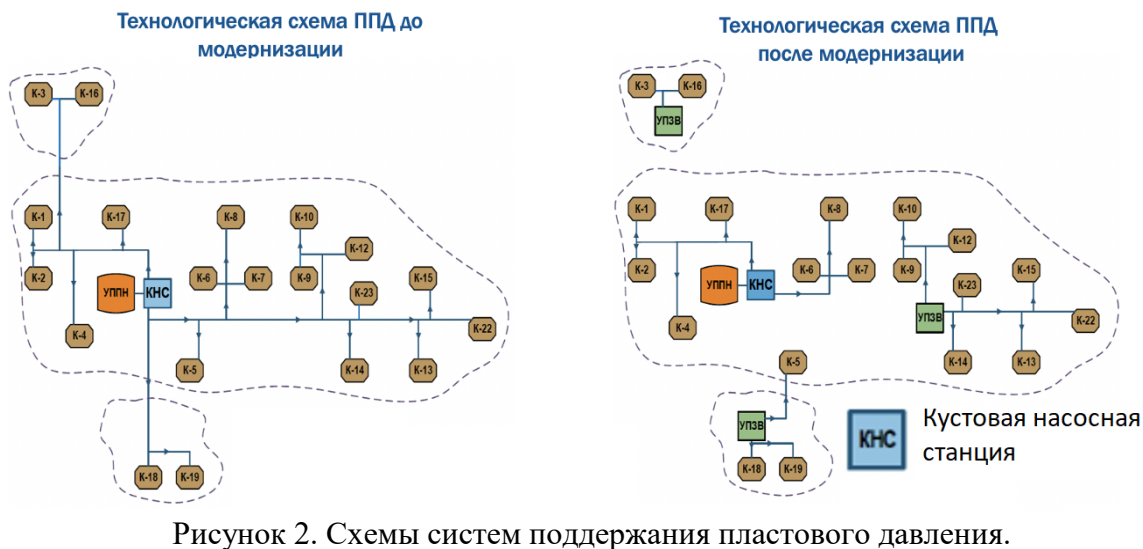 Технологическая схема ППД до
модернизации
К-3
К-16
К-1
К-17
К-8
К-10
К-12
К-2
К-6
К-7
К-9
К-15
УППН
КНС
К-23
К-22
К-4
К-5
К-14
К-13
К-18
К-19
Технологическая схема ППД
после модернизации
К-3
К-16
УПЗВ
К-1
К-17
К-8
К-10
К-12
К-2
К-6
К-7
К-9
К-15
УППН
КНС
К-23
К-22
УПЗВ
К-4
К-5
К-14
К-13
УПЗВ
К-18
К-19
КНС
Кустовая насосная
станция
Рисунок 2. Схемы систем поддержания пластового давления.